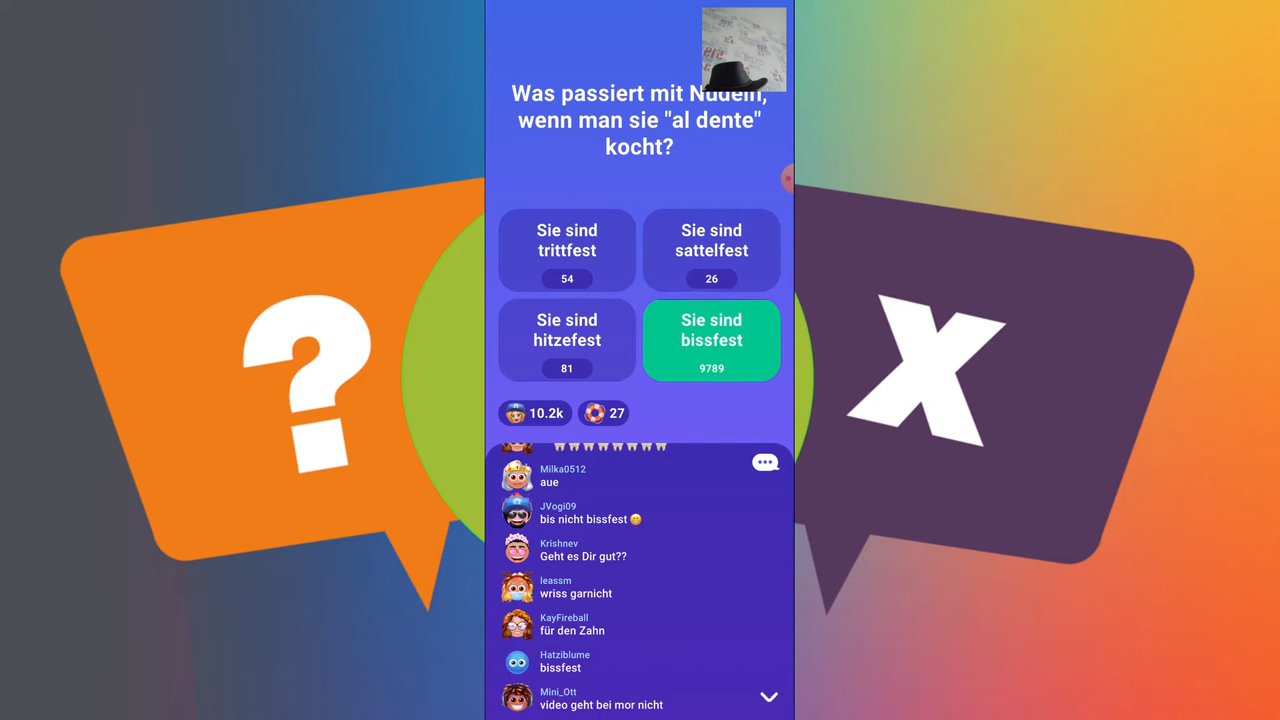 ?
X
Was passiert mit Nudeln,
wenn man sie "al dente"
kocht?
Sie sind
trittfest
54
Sie sind
sattelfest
26
Sie sind
hitzefest
81
Sie sind
bissfest
9789
10.2k
27
Milka0512
aue
JVogi09
bis nicht bissfest 😋
Krishnev
Geht es Dir gut??
leassm
wriss garnicht
KayFireball
für den Zahn
Hatziblume
bissfest
Mini_Ott
video geht bei mor nicht